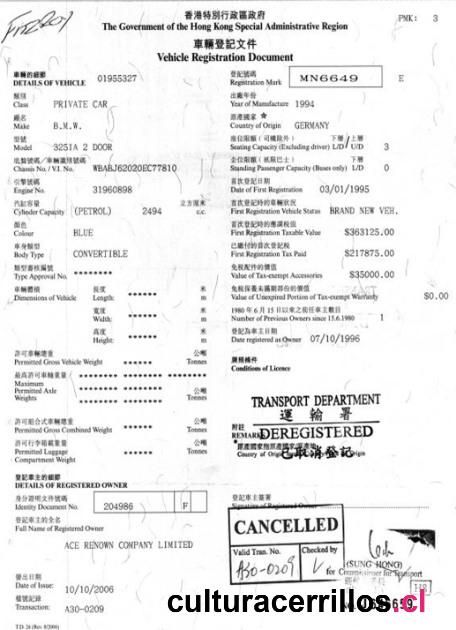 香港特別行政區政府
PMK: 3
The Government of the Hong Kong Special Administrative Region
車輛登記文件
Vehicle Registration Document
車輛的細節
DETAILS OF VEHICLE 01955327
登記號碼
Registration Mark MN6649 E
類別
Class PRIVATE CAR
出廠年份
Year of Manufacture 1994
廠名
Make B.M.W.
原產國家 *
Country of Origin GERMANY
型號
Model 325IA 2 DOOR
座位限額 (司機除外) 下層/上層
Seating Capacity (Excluding driver) L/D/ U/D 3
底盤號碼/車輛識別號碼
Chassis No. / V.I. No. WBABJ62020EC77810
企位限額 (祇限巴士) 下層
Standing Passenger Capacity (Buses only) L/D 0
引擎號碼
Engine No. 31960898
首次登記日期
Date of First Registration 03/01/1995
汽缸容量 立方厘米
Cylinder Capacity (PETROL) 2494 c.c.
首次登記時的車輛狀況
First Registration Vehicle Status BRAND NEW VEH.
顏色
Colour BLUE
首次登記時的應課稅值
First Registration Taxable Value $363125.00
車身類型
Body Type CONVERTIBLE
已繳付的首次登記稅
First Registration Tax Paid $217875.00
類型審核編號
Type Approval No. ********
免稅配件的價值
Value of Tax-exempt Accessories $35000.00
車輛體積
Dimensions of Vehicle
長度 米
Length: ****** m
免稅保養未屆期部份的價值
Value of Unexpired Portion of Tax-exempt Warranty $0.00
寬度 米
Width: ****** m
1980 年 6 月 15 日以來之前任車主數目
Number of Previous Owners since 15.6.1980 1
高度 米
Height: ****** m
登記為車主日期
Date registered as Owner 07/10/1996
許可車輛總重 公噸
Permitted Gross Vehicle Weight ****** Tonnes
Conditions of Licence
最高許可車軸重量 公噸
Maximum
Permitted Axle
Weights Tonnes
TRANSPORT DEPARTMENT
運輸署
許可組合式車輛總重 公噸
Permitted Gross Combined Weight ****** Tonnes
附註
REMARK
DEREGISTERED
已取消登記
許可行李箱載重量 公噸
Permitted Luggage
Compartment Weight ****** Tonnes
Country of Origin
登記車主的細節
DETAILS OF REGISTERED OWNER
身分證明文件號碼
Identity Document No. 204986 F
登記車主簽署
Signature of Registered Owner
登記車主的全名
Full Name of Registered Owner
ACE RENOWN COMPANY LIMITED
CANCELLED
Valid Tran. No. Checked by
A30-0209
(SUNG HONG)
for Commissioner for Transport
發出日期
Date of Issue: 10/10/2006
檔號記錄
Transaction: A30-0209
TD 26 (Rev. 8/2006)
culturacerrillos.cl